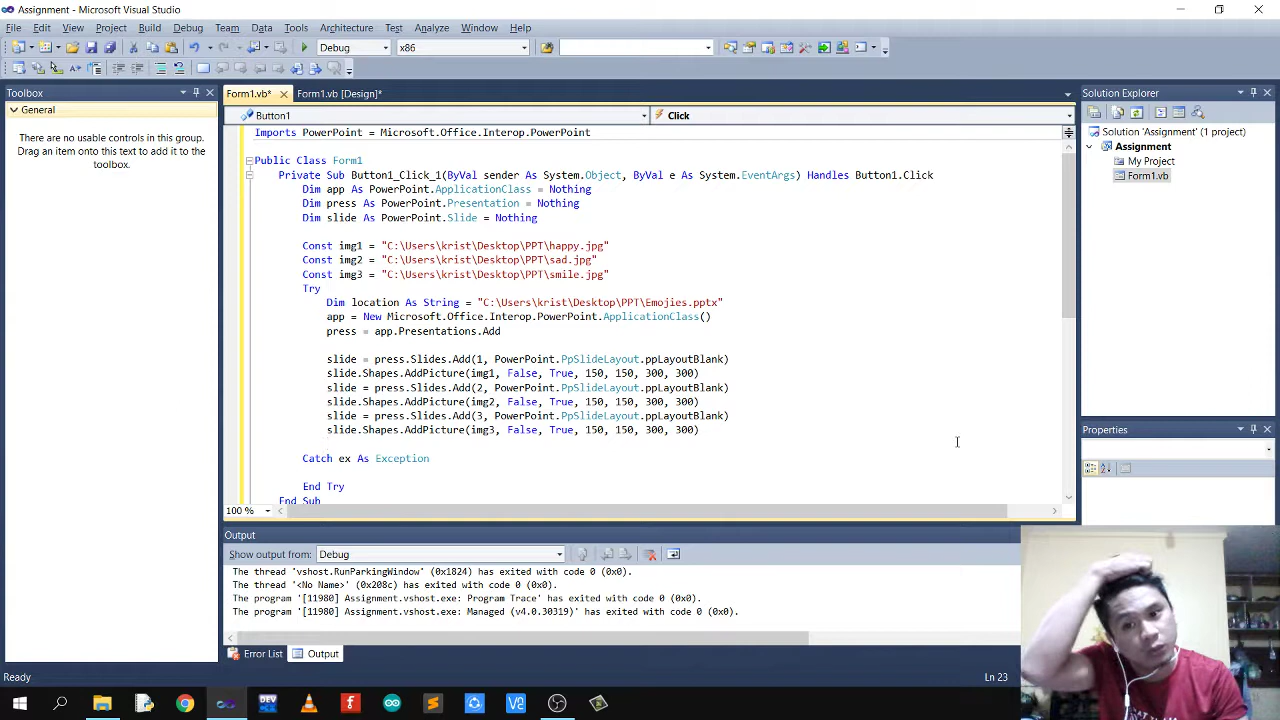 Assignment - Microsoft Visual Studio
File Edit View Project Build Debug Team Data Tools Architecture Test Analyze Window Help
Debug x86
Toolbox
General
There are no usable controls in this group.
Drag an item onto this text to add it to the
toolbox.
Form1.vb* Form1.vb [Design]*
Button1 Click
Imports PowerPoint = Microsoft.Office.Interop.PowerPoint
Public Class Form1
Private Sub Button1_Click_1(ByVal sender As System.Object, ByVal e As System.EventArgs) Handles Button1.Click
Dim app As PowerPoint.ApplicationClass = Nothing
Dim press As PowerPoint.Presentation = Nothing
Dim slide As PowerPoint.Slide = Nothing
Const img1 = "C:\Users\krist\Desktop\PPT\happy.jpg"
Const img2 = "C:\Users\krist\Desktop\PPT\sad.jpg"
Const img3 = "C:\Users\krist\Desktop\PPT\smile.jpg"
Try
Dim location As String = "C:\Users\krist\Desktop\PPT\Emojies.pptx"
app = New Microsoft.Office.Interop.PowerPoint.ApplicationClass()
press = app.Presentations.Add
slide = press.Slides.Add(1, PowerPoint.PpSlideLayout.ppLayoutBlank)
slide.Shapes.AddPicture(img1, False, True, 150, 150, 300, 300)
slide = press.Slides.Add(2, PowerPoint.PpSlideLayout.ppLayoutBlank)
slide.Shapes.AddPicture(img2, False, True, 150, 150, 300, 300)
slide = press.Slides.Add(3, PowerPoint.PpSlideLayout.ppLayoutBlank)
slide.Shapes.AddPicture(img3, False, True, 150, 150, 300, 300)
Catch ex As Exception
End Try
End Sub
100 %
Solution Explorer
Solution 'Assignment' (1 project)
Assignment
My Project
Form1.vb
Properties
Output
Show output from: Debug
The thread 'vshost.RunParkingWindow' (0x1824) has exited with code 0 (0x0).
The thread '<No Name>' (0x208c) has exited with code 0 (0x0).
The program '[11980] Assignment.vshost.exe: Program Trace' has exited with code 0 (0x0).
The program '[11980] Assignment.vshost.exe: Managed (v4.0.30319)' has exited with code 0 (0x0).
Error List Output
Ready Ln 23
DEV